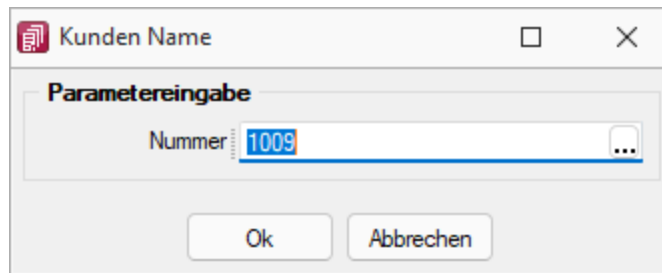 Kunden Name
Parametereingabe
Nummer 1009 ...
Ok Abbrechen